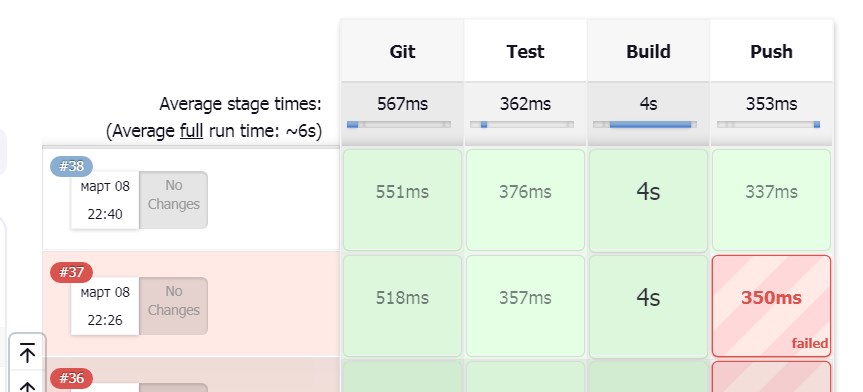 Git Test Build Push
Average stage times: 567ms 362ms 4s 353ms
(Average full run time: ~6s)
#38
март 08 No
22:40 Changes
551ms 376ms 4s 337ms
#37
март 08 No
22:26 Changes
518ms 357ms 4s 350ms
failed
#36